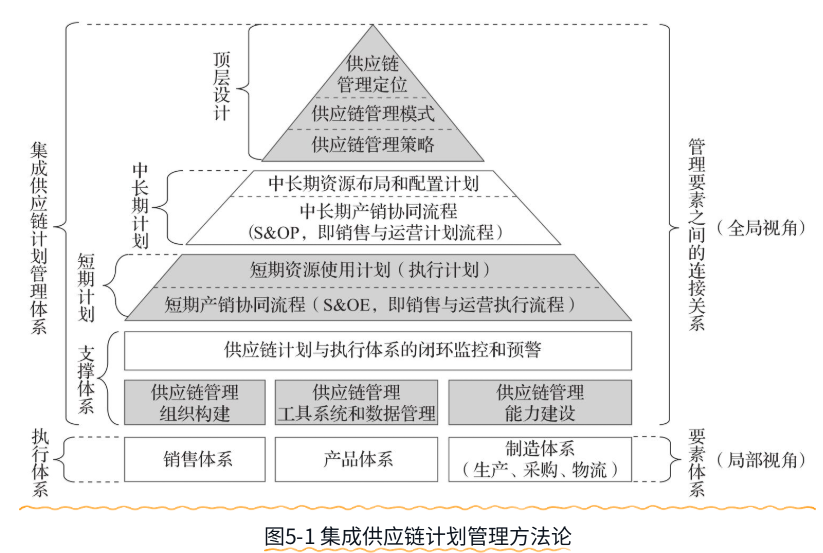 顶层设计
供应链
管理定位
供应链管理模式
供应链管理策略
集成供应链计划管理体系
中长期计划
中长期资源布局和配置计划
中长期产销协同流程
(S&OP，即销售与运营计划流程)
管理要素之间的连接关系
（全局视角）
短期计划
短期资源使用计划（执行计划）
短期产销协同流程（S&OE，即销售与运营执行流程）
支撑体系
供应链计划与执行体系的闭环监控和预警
供应链管理
组织构建
供应链管理
工具系统和数据管理
供应链管理
能力建设
执行体系
销售体系
产品体系
制造体系
（生产、采购、物流）
要素体系
（局部视角）
图5-1 集成供应链计划管理方法论